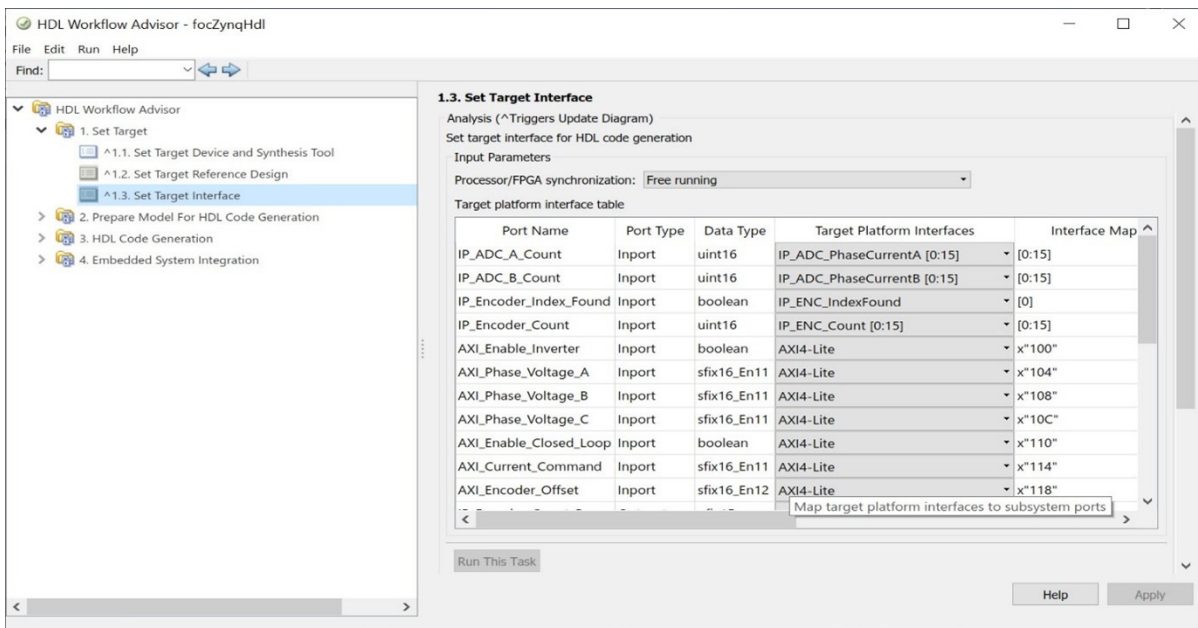 HDL Workflow Advisor - focZynqHdl
File Edit Run Help
Find:
HDL Workflow Advisor
1. Set Target
^1.1. Set Target Device and Synthesis Tool
^1.2. Set Target Reference Design
^1.3. Set Target Interface
2. Prepare Model For HDL Code Generation
3. HDL Code Generation
4. Embedded System Integration
1.3. Set Target Interface
Analysis (^Triggers Update Diagram)
Set target interface for HDL code generation
Input Parameters
Processor/FPGA synchronization: Free running
Target platform interface table
Port Name Port Type Data Type Target Platform Interfaces Interface Map
IP_ADC_A_Count Inport uint16 IP_ADC_PhaseCurrentA [0:15] [0:15]
IP_ADC_B_Count Inport uint16 IP_ADC_PhaseCurrentB [0:15] [0:15]
IP_Encoder_Index_Found Inport boolean IP_ENC_IndexFound [0]
IP_Encoder_Count Inport uint16 IP_ENC_Count [0:15] [0:15]
AXI_Enable_Inverter Inport boolean AXI4-Lite x"100"
AXI_Phase_Voltage_A Inport sfix16_En11 AXI4-Lite x"104"
AXI_Phase_Voltage_B Inport sfix16_En11 AXI4-Lite x"108"
AXI_Phase_Voltage_C Inport sfix16_En11 AXI4-Lite x"10C"
AXI_Enable_Closed_Loop Inport boolean AXI4-Lite x"110"
AXI_Current_Command Inport sfix16_En11 AXI4-Lite x"114"
AXI_Encoder_Offset Inport sfix16_En12 AXI4-Lite x"118"
Map target platform interfaces to subsystem ports
Run This Task
Help Apply